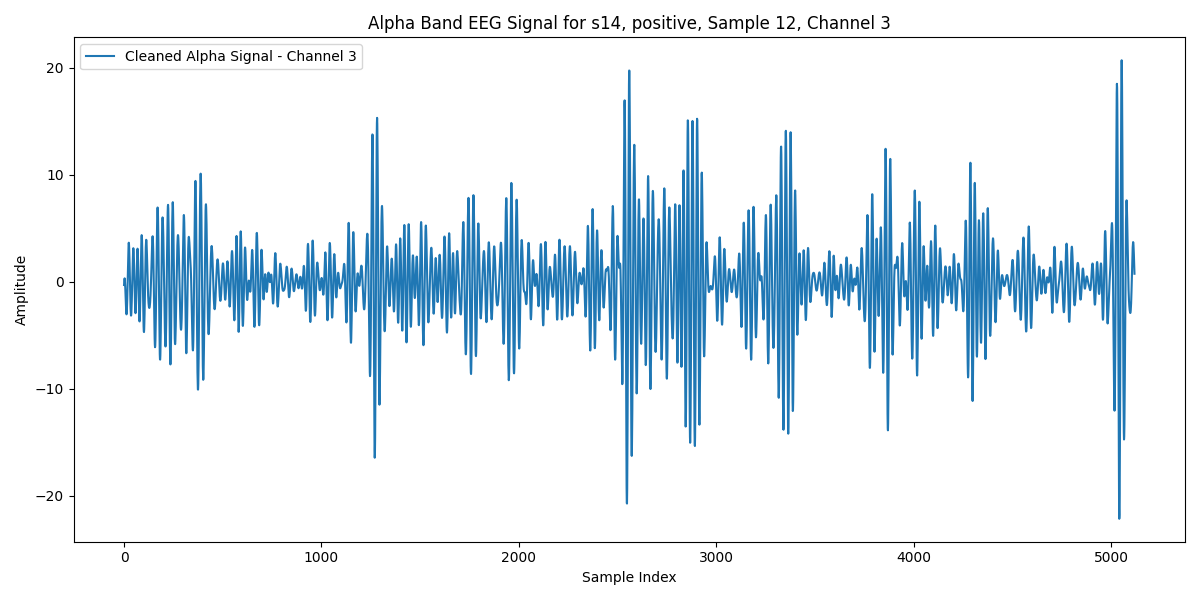 Alpha Band EEG Signal for s14, positive, Sample 12, Channel 3
Cleaned Alpha Signal - Channel 3
20
10
0
−10
−20
Amplitude
0 1000 2000 3000 4000 5000
Sample Index